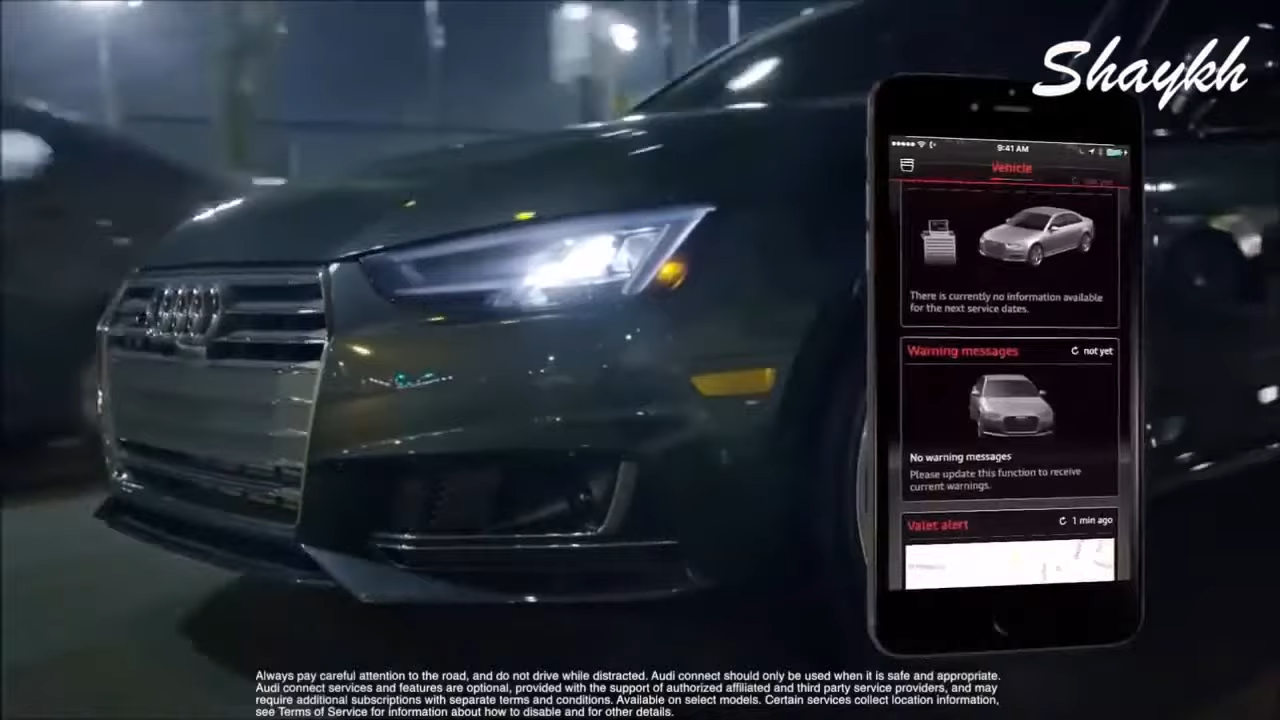 Shaykh
9:41 AM
Vehicle
There is currently no information available
for the next service dates.
Warning messages
not yet
No warning messages
Please update this function to receive
current warnings.
Valet alert
1 min ago
Always pay careful attention to the road, and do not drive while distracted. Audi connect should only be used when it is safe and appropriate.
Audi connect services and features are optional, provided with the support of authorized affiliated and third party service providers, and may
require additional subscriptions with separate terms and conditions. Available on select models. Certain services collect location information,
see Terms of Service for information about how to disable and for other details.